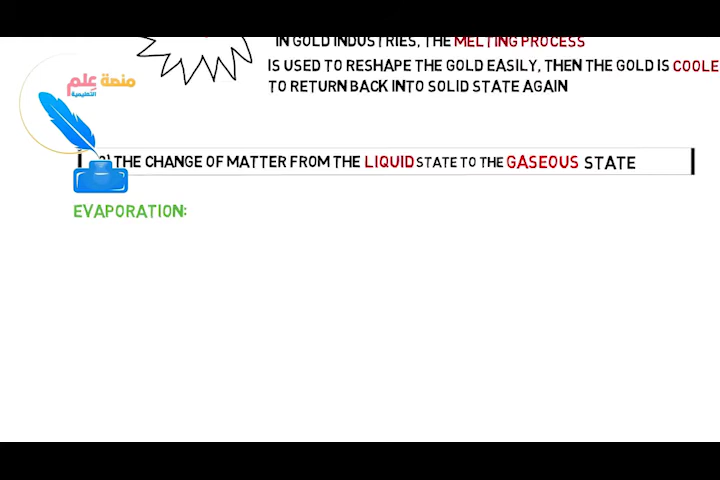 IN GOLD INDUSTRIES, THE MELTING PROCESS
IS USED TO RESHAPE THE GOLD EASILY, THEN THE GOLD IS COOLE
TO RETURN BACK INTO SOLID STATE AGAIN
منصة علم
التعليمية
) THE CHANGE OF MATTER FROM THE LIQUID STATE TO THE GASEOUS STATE
EVAPORATION: